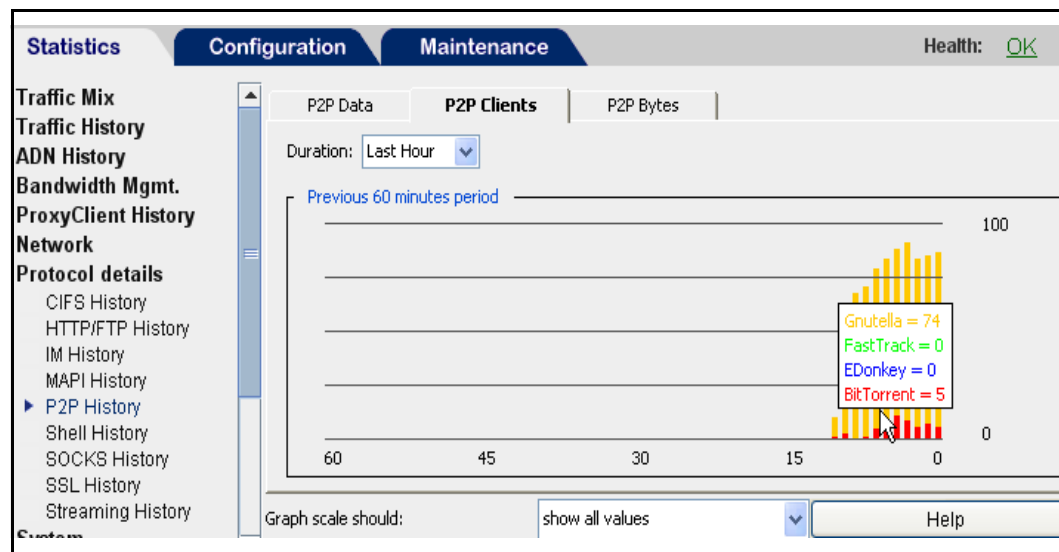 Statistics Configuration Maintenance Health: OK
Traffic Mix
Traffic History
ADN History
Bandwidth Mgmt.
ProxyClient History
Network
Protocol details
CIFS History
HTTP/FTP History
IM History
MAPI History
P2P History
Shell History
SOCKS History
SSL History
Streaming History
System
P2P Data P2P Clients P2P Bytes
Duration: Last Hour
Previous 60 minutes period
100
Gnutella = 74
FastTrack = 0
EDonkey = 0
BitTorrent = 5
0
60 45 30 15 0
Graph scale should: show all values Help